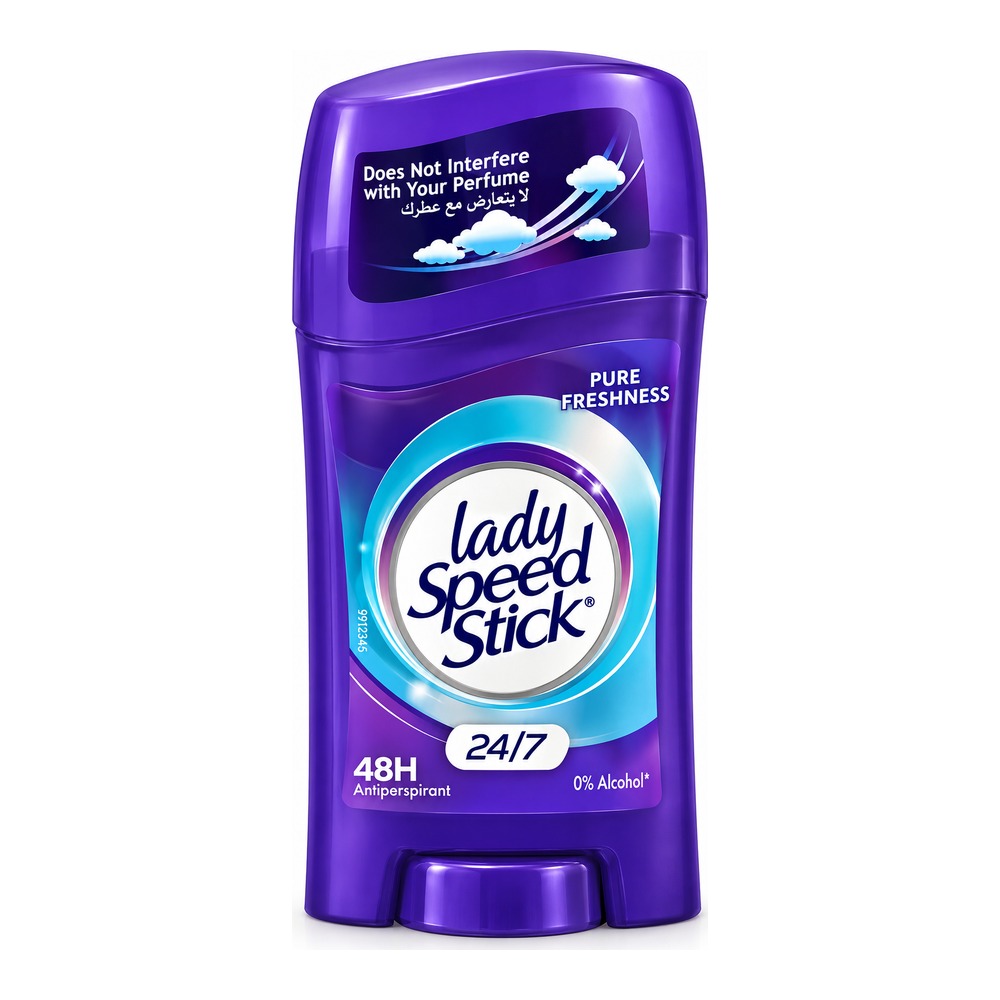 Does Not Interfere
with Your Perfume
لا يتعارض مع عطرك
PURE
FRESHNESS
lady
Speed
Stick®
9912345
24/7
48H
Antiperspirant
0% Alcohol*